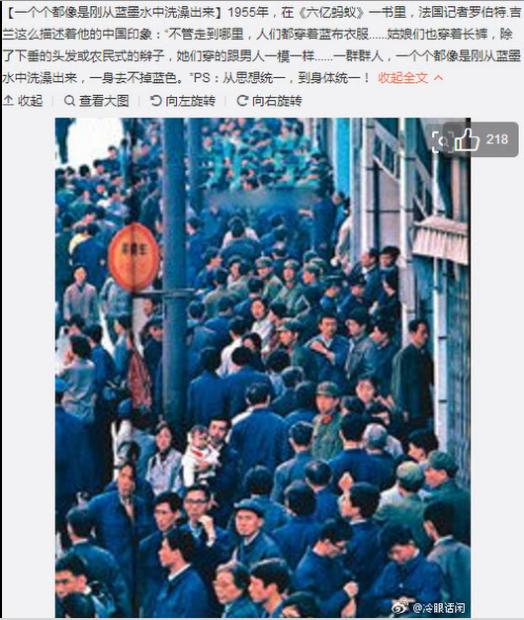 【一个个都像是刚从蓝墨水中洗澡出来】1955年，在《六亿蚂蚁》一书里，法国记者罗伯特.吉
兰这么描述着他的中国印象：“不管走到哪里，人们都穿着蓝布衣服......姑娘们也穿着长裤，除
了下垂的头发或农民式的辫子，她们穿的跟男人一模一样......一群群人，一个个都像是刚从蓝墨
水中洗澡出来，一身去不掉蓝色。”PS：从思想统一，到身体统一！ 收起全文
收起 查看大图 向左旋转 向右旋转
218
@冷眼话闲